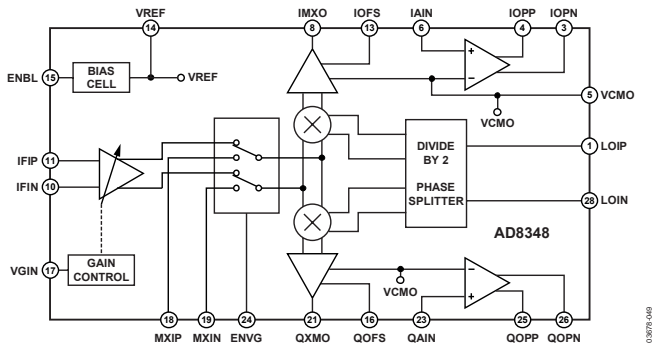 VREF IMXO IOFS IAIN IOPP IOPN
14 8 13 6 4 3
ENBL 15 BIAS CELL VREF
5 VCMO
VCMO
IFIP 11
IFIN 10
DIVIDE
BY 2
PHASE
SPLITTER
1 LOIP
28 LOIN
AD8348
VGIN 17 GAIN
CONTROL
VCMO
18 19 24 21 16 23 25 26
MXIP MXIN ENVG QXMO QOFS QAIN QOPP QOPN
03678-049